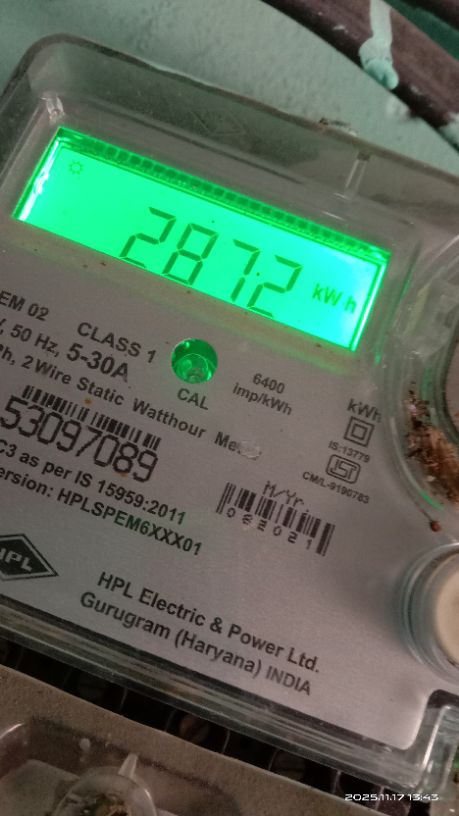 2872 kWh
EM 02
CLASS 1
, 50 Hz, 5-30A
Ph, 2 Wire Static Watthour
CAL
6400
imp/kWh
kWh
IS:13779
CM/L-9190783
53097089
C3 as per IS 15959:2011
ersion: HPLSPEM6XXX01
M/Yr.
062021
HPL
HPL Electric & Power Ltd.
Gurugram (Haryana) INDIA
2025.11.17 13:43